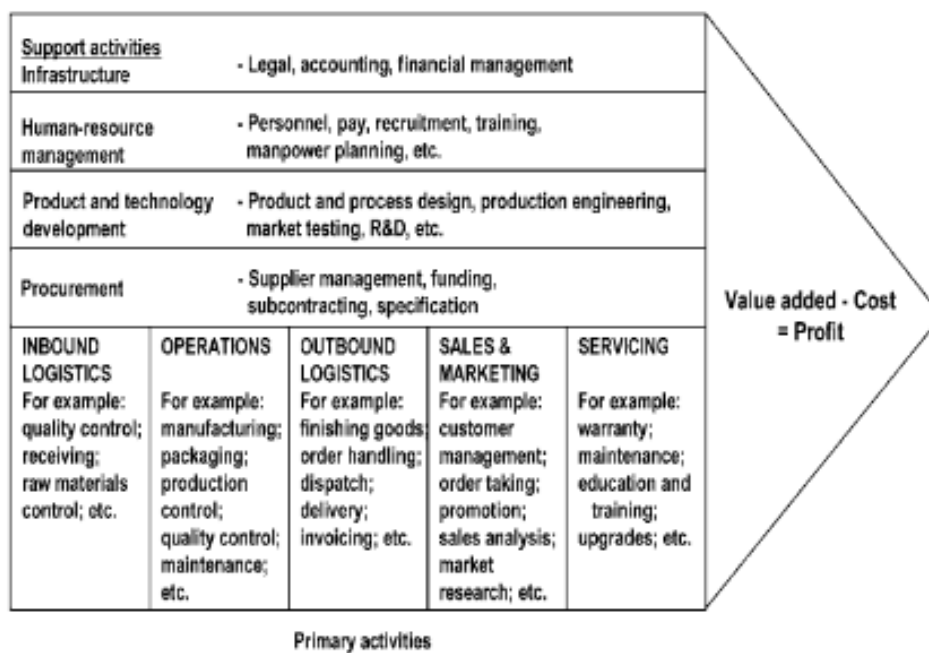 Support activities
Infrastructure - Legal, accounting, financial management
Human-resource - Personnel, pay, recruitment, training,
management manpower planning, etc.
Product and technology - Product and process design, production engineering,
development market testing, R&D, etc.
Procurement - Supplier management, funding,
subcontracting, specification
Value added - Cost
= Profit
INBOUND
LOGISTICS
For example:
quality control;
receiving;
raw materials
control; etc.
OPERATIONS
For example:
manufacturing;
packaging;
production
control;
quality control;
maintenance;
etc.
OUTBOUND
LOGISTICS
For example:
finishing goods;
order handling;
dispatch;
delivery;
invoicing; etc.
SALES &
MARKETING
For example:
customer
management;
order taking;
promotion;
sales analysis;
market
research; etc.
SERVICING
For example:
warranty;
maintenance;
education and
training;
upgrades; etc.
Primary activities